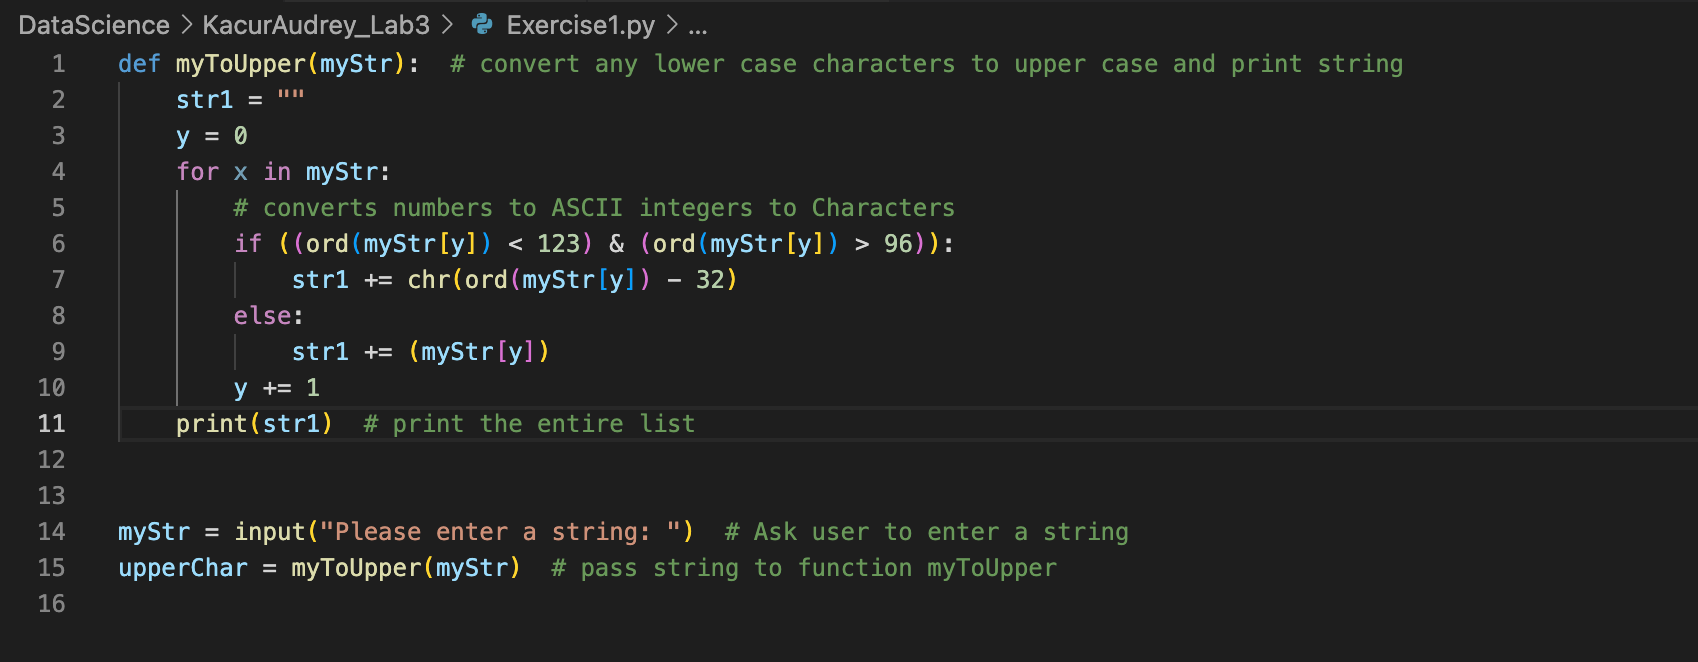 DataScience > KacurAudrey_Lab3 > Exercise1.py > ...
1 def myToUpper(myStr):  # convert any lower case characters to upper case and print string
2     str1 = ""
3     y = 0
4     for x in myStr:
5         # converts numbers to ASCII integers to Characters
6         if ((ord(myStr[y]) < 123) & (ord(myStr[y]) > 96)):
7             str1 += chr(ord(myStr[y]) - 32)
8         else:
9             str1 += (myStr[y])
10         y += 1
11     print(str1)  # print the entire list
12
13
14 myStr = input("Please enter a string: ")  # Ask user to enter a string
15 upperChar = myToUpper(myStr)  # pass string to function myToUpper
16